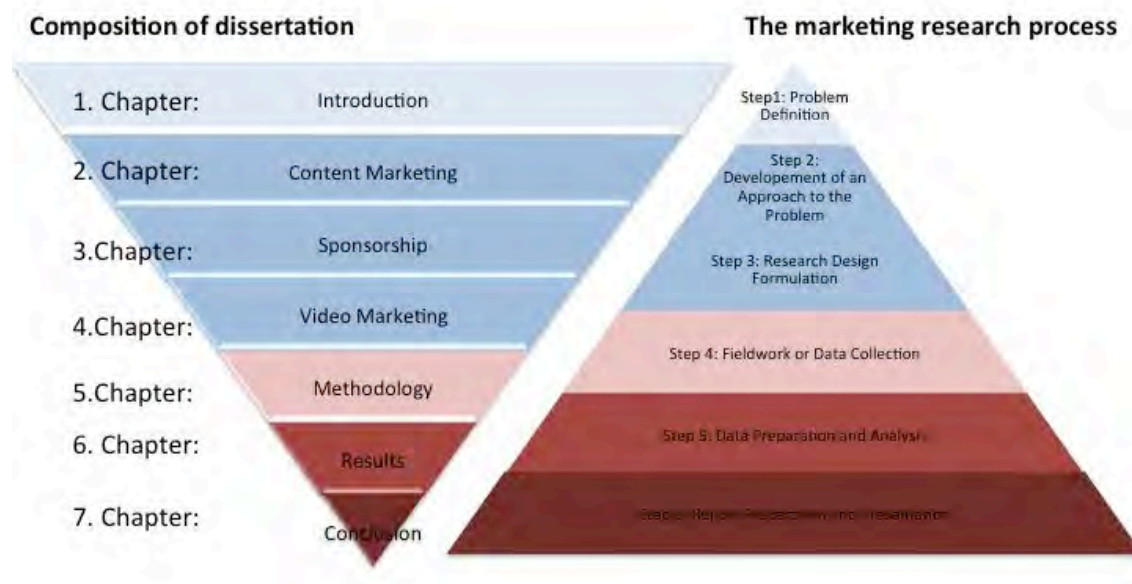 Composition of dissertation
The marketing research process
1. Chapter:
Introduction
2. Chapter:
Content Marketing
3.Chapter:
Sponsorship
4.Chapter:
Video Marketing
5.Chapter:
Methodology
6. Chapter:
Results
7. Chapter:
Conclusion
Step1: Problem
Definition
Step 2:
Developement of an
Approach to the
Problem
Step 3: Research Design
Formulation
Step 4: Fieldwork or Data Collection
Step 5: Data Preparation and Analysis